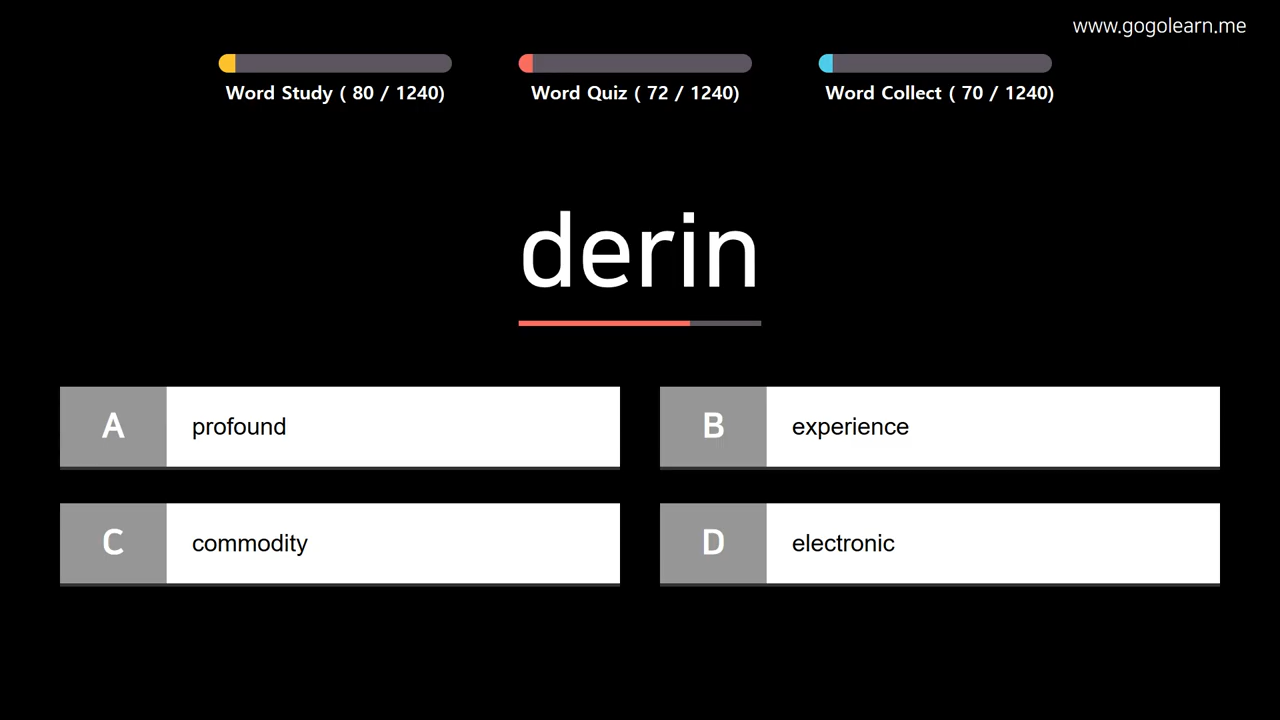 www.gogolearn.me
Word Study ( 80 / 1240)
Word Quiz ( 72 / 1240)
Word Collect ( 70 / 1240)
derin
A profound
B experience
C commodity
D electronic